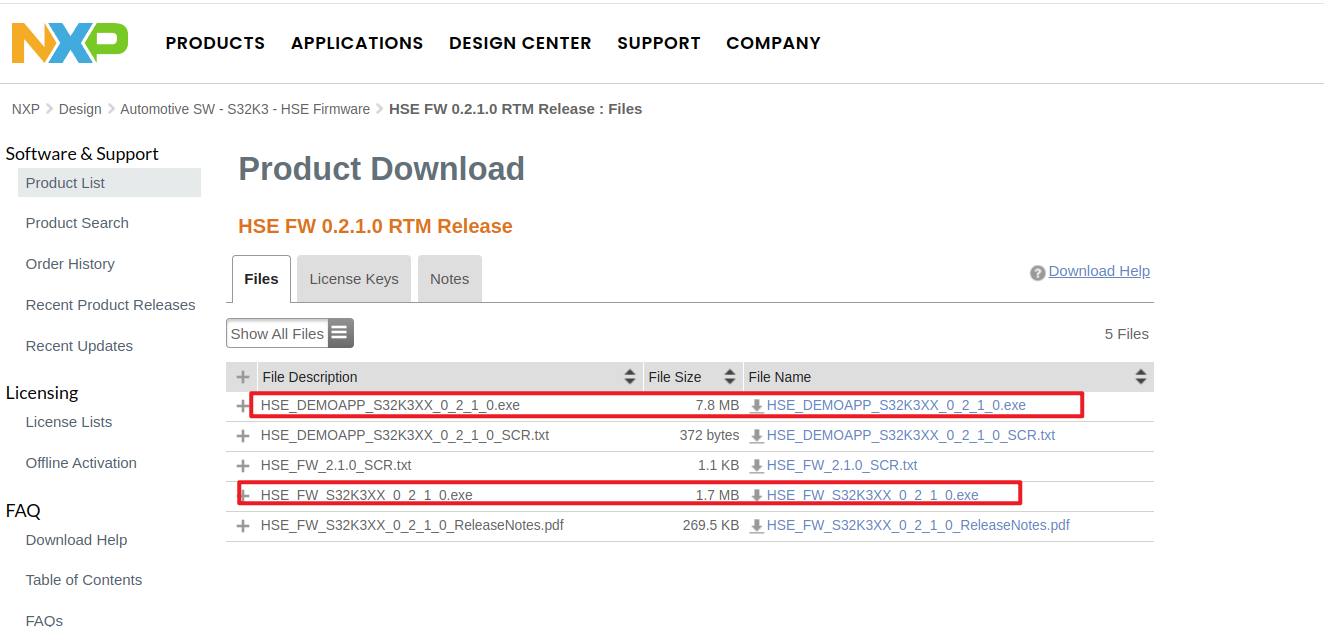 NXP
PRODUCTS APPLICATIONS DESIGN CENTER SUPPORT COMPANY
NXP Design Automotive SW - S32K3 - HSE Firmware HSE FW 0.2.1.0 RTM Release : Files
Software & Support
Product List
Product Search
Order History
Recent Product Releases
Recent Updates
Licensing
License Lists
Offline Activation
FAQ
Download Help
Table of Contents
FAQs
Product Download
HSE FW 0.2.1.0 RTM Release
Files License Keys Notes
? Download Help
Show All Files
5 Files
+ File Description File Size File Name
+ HSE_DEMOAPP_S32K3XX_0_2_1_0.exe 7.8 MB HSE_DEMOAPP_S32K3XX_0_2_1_0.exe
+ HSE_DEMOAPP_S32K3XX_0_2_1_0_SCR.txt 372 bytes HSE_DEMOAPP_S32K3XX_0_2_1_0_SCR.txt
+ HSE_FW_2.1.0_SCR.txt 1.1 KB HSE_FW_2.1.0_SCR.txt
+ HSE_FW_S32K3XX_0_2_1_0.exe 1.7 MB HSE_FW_S32K3XX_0_2_1_0.exe
+ HSE_FW_S32K3XX_0_2_1_0_ReleaseNotes.pdf 269.5 KB HSE_FW_S32K3XX_0_2_1_0_ReleaseNotes.pdf